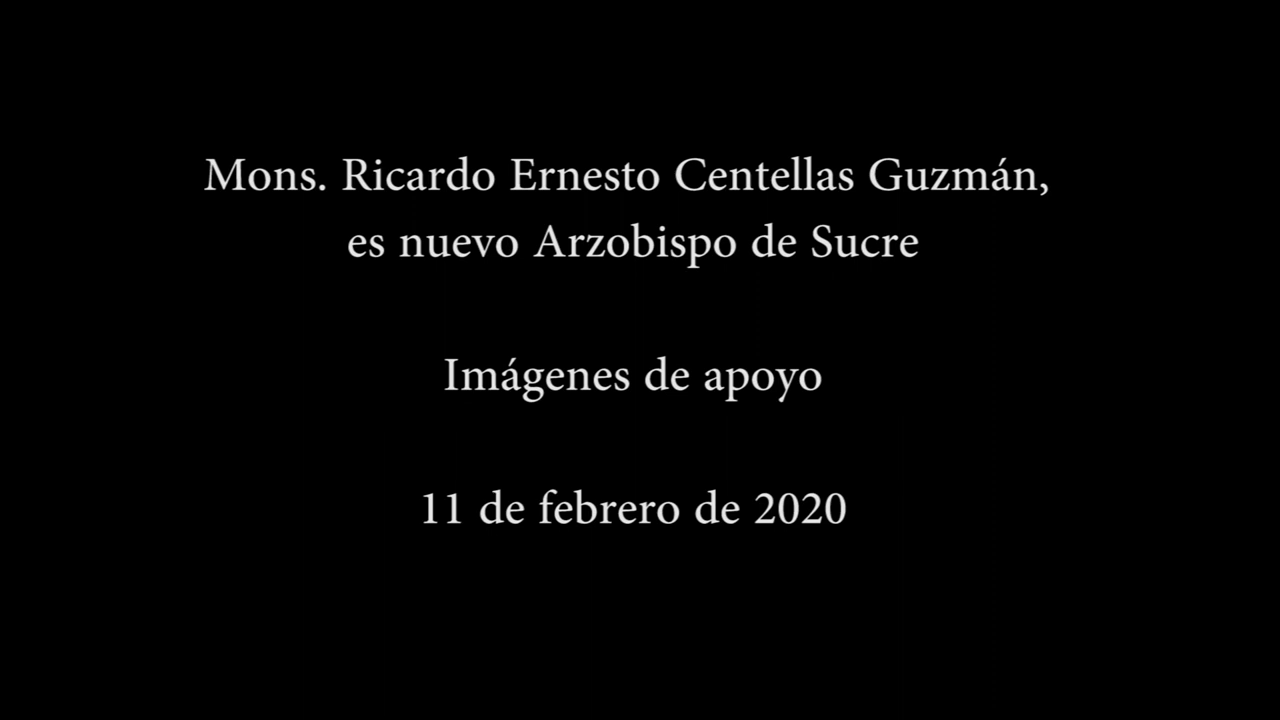 Mons. Ricardo Ernesto Centellas Guzmán,
es nuevo Arzobispo de Sucre
Imágenes de apoyo
11 de febrero de 2020